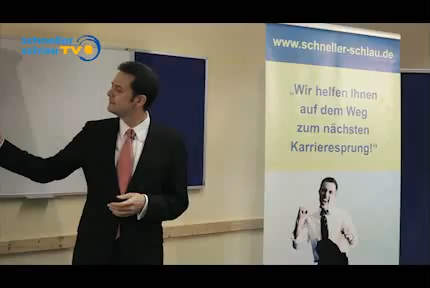 schneller
schlau TV
www.schneller-schlau.de
„Wir helfen Ihnen
auf dem Weg
zum nächsten
Karrieresprung!“